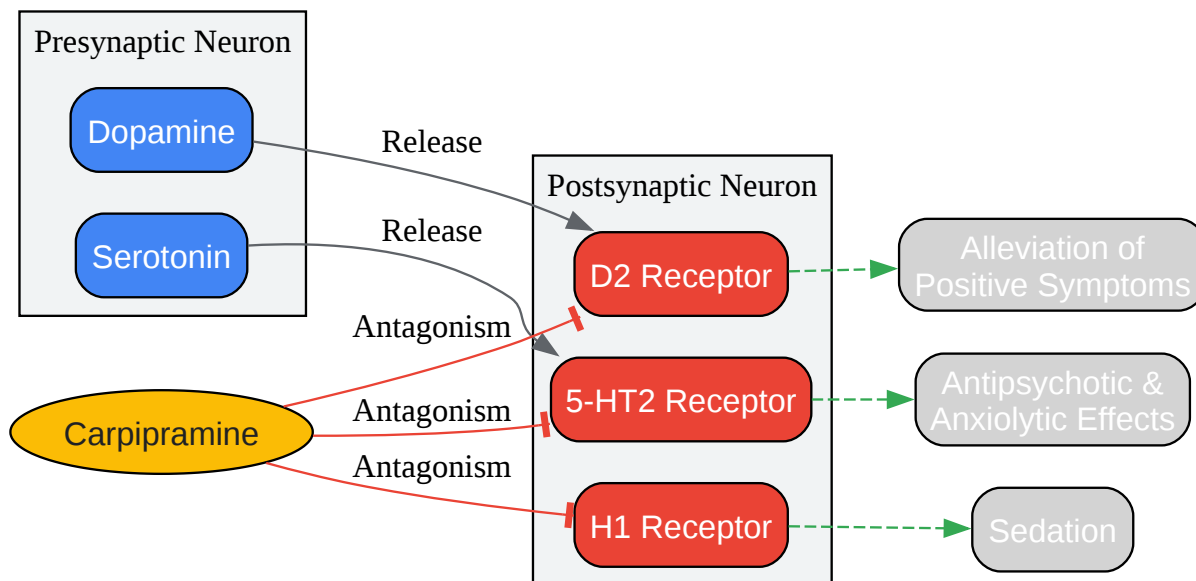 Presynaptic Neuron
Dopamine
Serotonin
Release
Release
Postsynaptic Neuron
D2 Receptor
Alleviation of
Positive Symptoms
Antagonism
Carpipramine
Antagonism
5-HT2 Receptor
Antipsychotic &
Anxiolytic Effects
Antagonism
H1 Receptor
Sedation